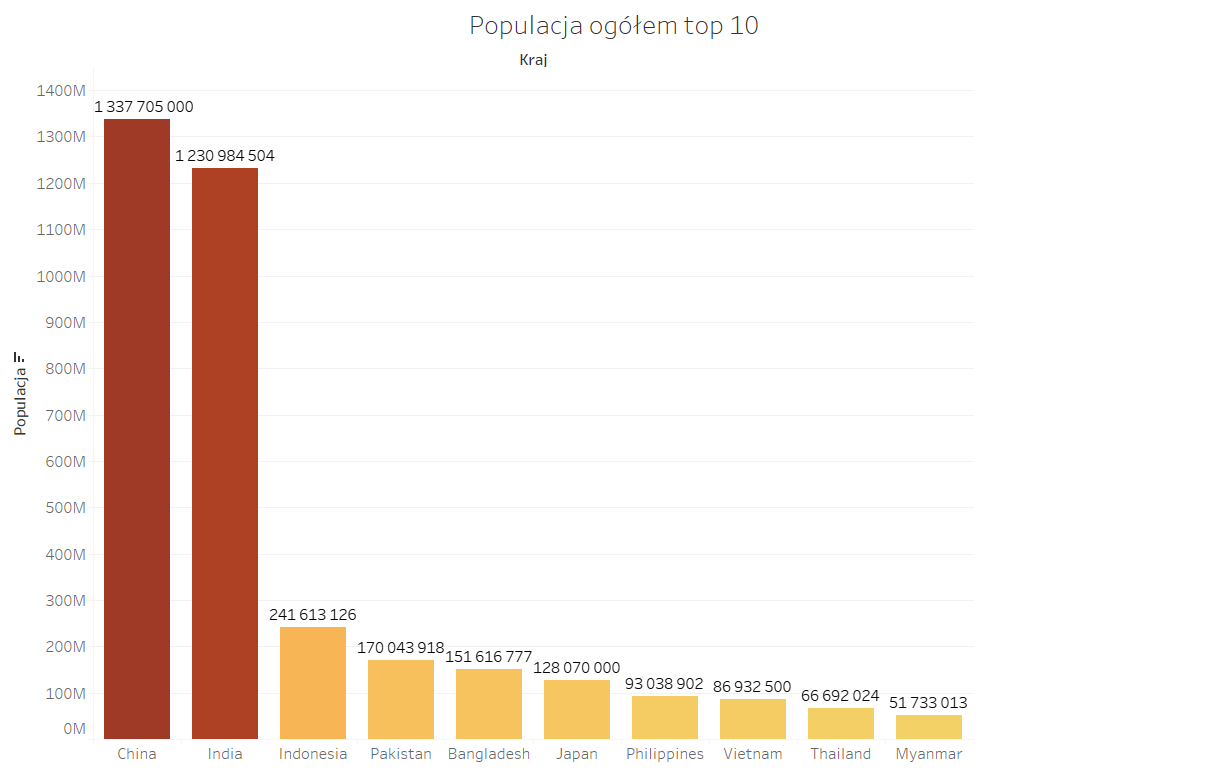 Populacja ogółem top 10
Kraj
Populacja
1400M
1300M
1200M
1100M
1000M
900M
800M
700M
600M
500M
400M
300M
200M
100M
0M
1 337 705 000
1 230 984 504
241 613 126
170 043 918
151 616 777
128 070 000
93 038 902
86 932 500
66 692 024
51 733 013
China India Indonesia Pakistan Bangladesh Japan Philippines Vietnam Thailand Myanmar